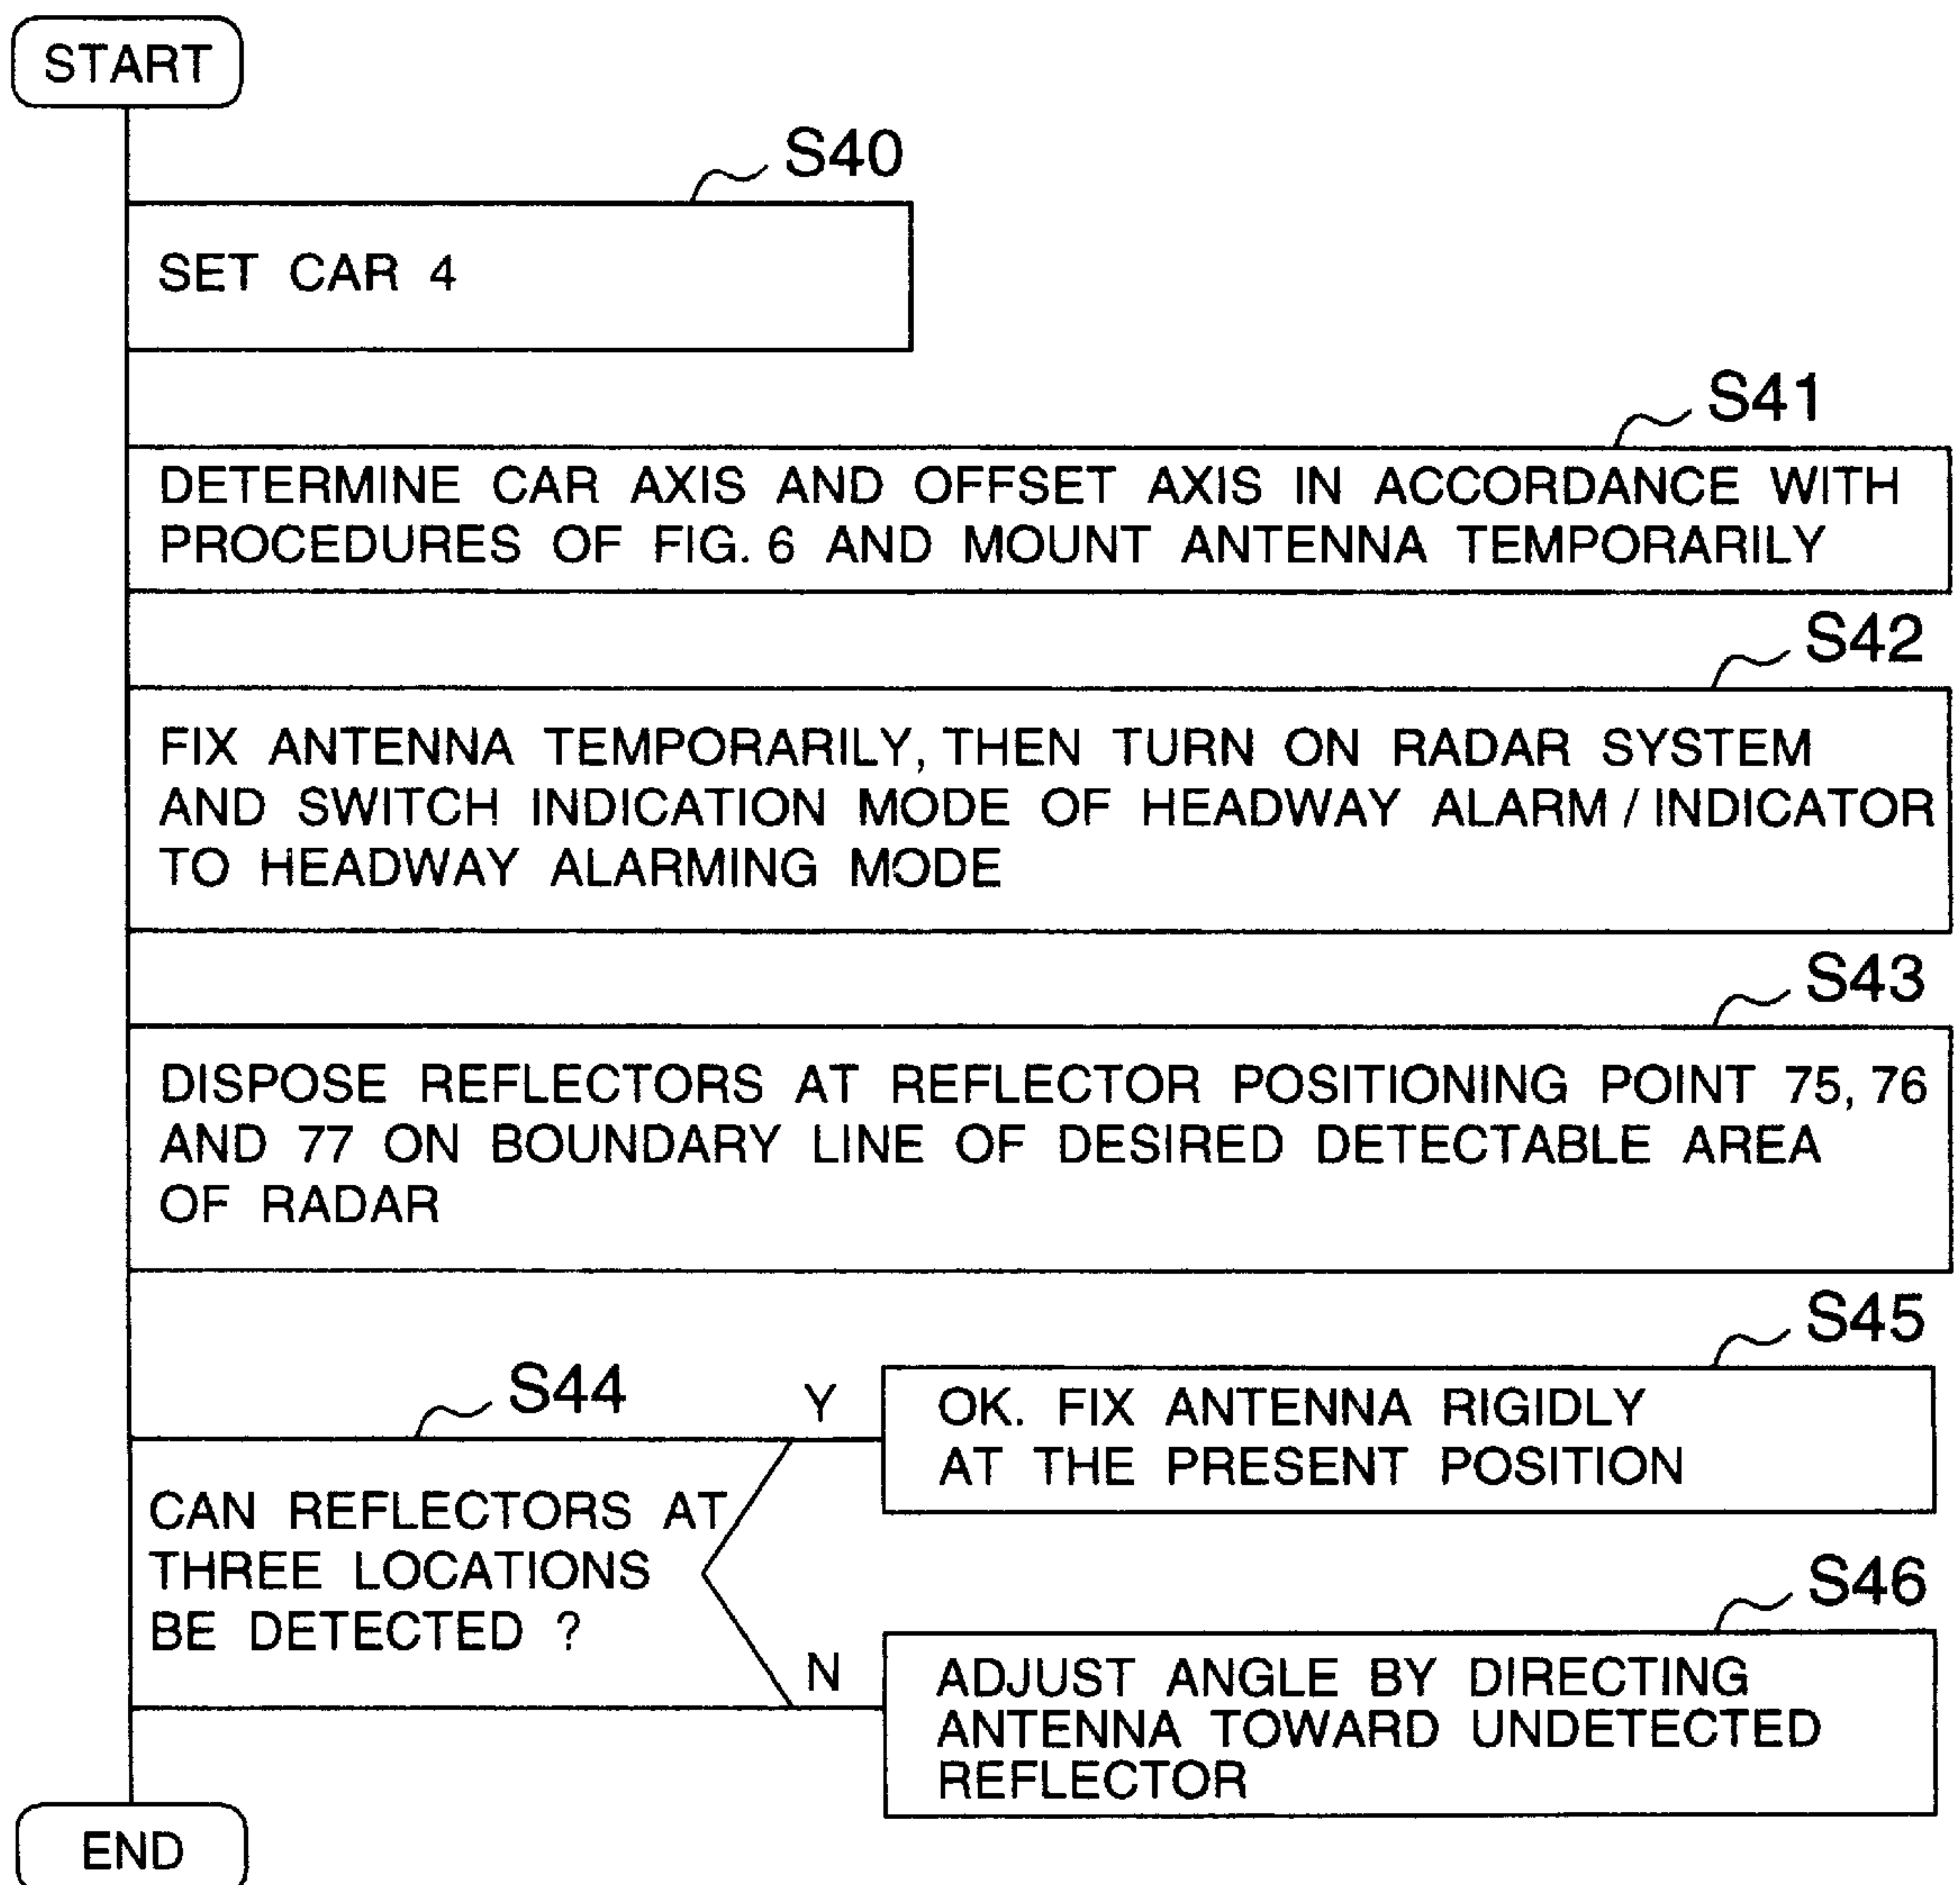 START
S40
SET CAR 4
S41
DETERMINE CAR AXIS AND OFFSET AXIS IN ACCORDANCE WITH
PROCEDURES OF FIG. 6 AND MOUNT ANTENNA TEMPORARILY
S42
FIX ANTENNA TEMPORARILY, THEN TURN ON RADAR SYSTEM
AND SWITCH INDICATION MODE OF HEADWAY ALARM / INDICATOR
TO HEADWAY ALARMING MODE
S43
DISPOSE REFLECTORS AT REFLECTOR POSITIONING POINT 75, 76
AND 77 ON BOUNDARY LINE OF DESIRED DETECTABLE AREA
OF RADAR
S44
CAN REFLECTORS AT
THREE LOCATIONS
BE DETECTED ?
Y
S45
OK. FIX ANTENNA RIGIDLY
AT THE PRESENT POSITION
N
S46
ADJUST ANGLE BY DIRECTING
ANTENNA TOWARD UNDETECTED
REFLECTOR
END